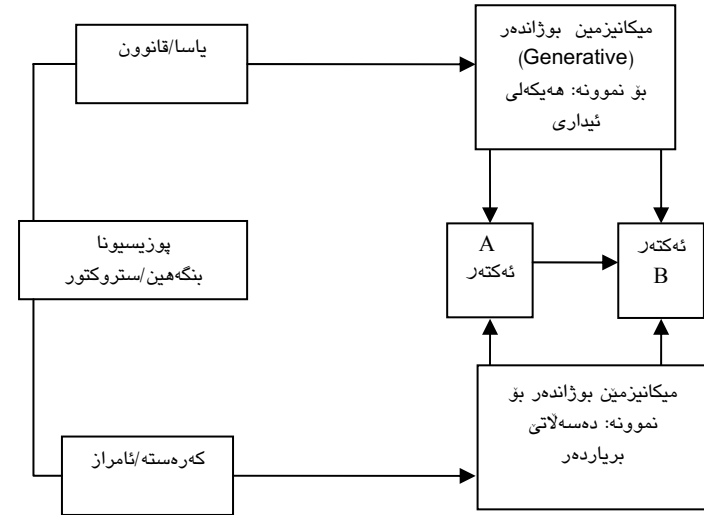 یاسا/قانوون
میکانیزمین بوژاندەر
(Generative)
بۆ نموونە: هەیکەلی
ئیداری
پوزیسیونا
بنگەهین/ستروکتور
A
ئەکتەر
ئەکتەر
B
کەرەستە/ئامراز
میکانیزمێن بوژاندەر بۆ
نموونە: دەسەڵاتێ
بریاردەر